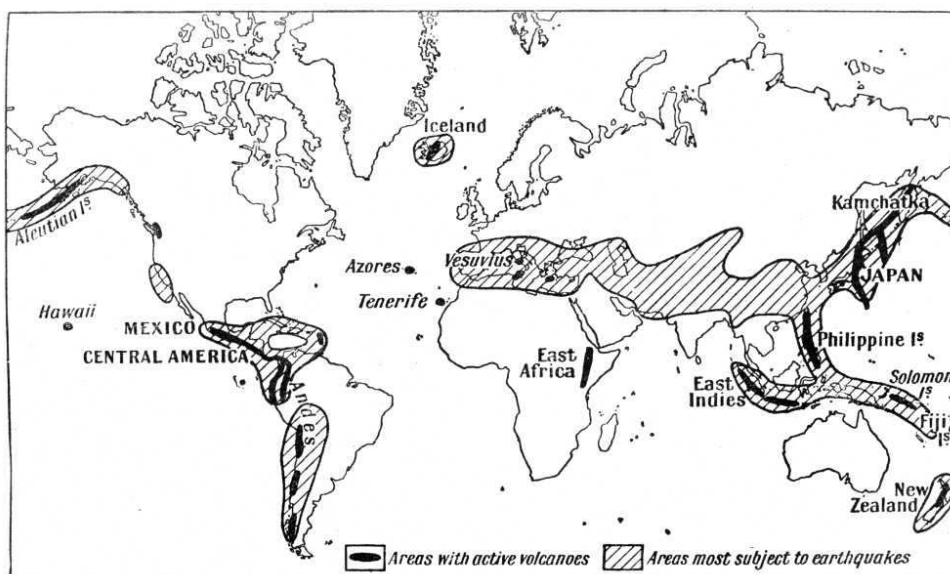 Iceland
Alcutian Is
Kamchatka
Azores
Vesuvius
JAPAN
Tenerife
Hawaii
MEXICO
CENTRAL AMERICA
Philippine Is
East
Africa
East
Indies
Solomon
Is
Andes
Fiji
Is
New
Zealand
Areas with active volcanoes
Areas most subject to earthquakes